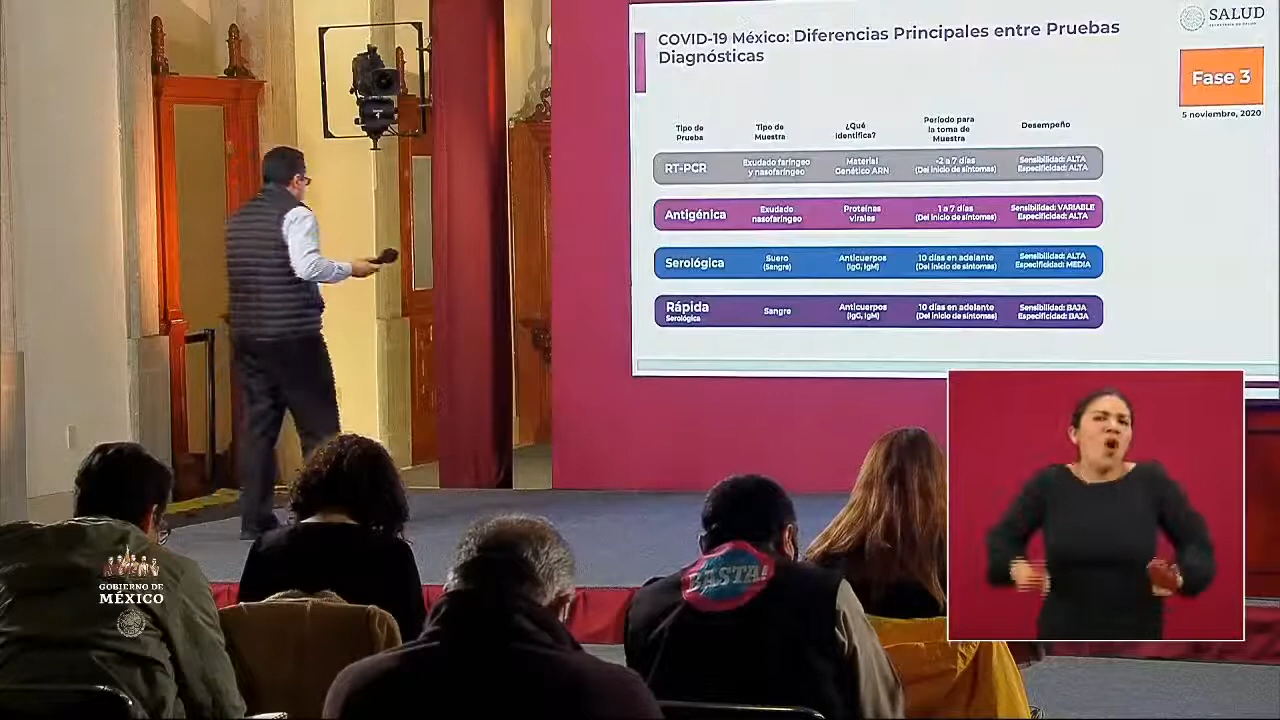 COVID-19 México: Diferencias Principales entre Pruebas
Diagnósticas
SALUD
SECRETARÍA DE SALUD
Fase 3
5 noviembre, 2020
Tipo de
Prueba
Tipo de
Muestra
¿Qué
identifica?
Periodo para
la toma de
Muestra
Desempeño
RT-PCR
Exudado faríngeo
y nasofaríngeo
Material
Genético ARN
-2 a 7 días
(Del inicio de síntomas)
Sensibilidad: ALTA
Especificidad: ALTA
Antigénica
Exudado
nasofaríngeo
Proteínas
virales
1 a 7 días
(Del inicio de síntomas)
Sensibilidad: VARIABLE
Especificidad: ALTA
Serológica
Suero
(Sangre)
Anticuerpos
(IgG, IgM)
10 días en adelante
(Del inicio de síntomas)
Sensibilidad: ALTA
Especificidad: MEDIA
Rápida
Serológica
Sangre
Anticuerpos
(IgG, IgM)
10 días en adelante
(Del inicio de síntomas)
Sensibilidad: BAJA
Especificidad: BAJA
¡BASTA!
GOBIERNO DE
MÉXICO